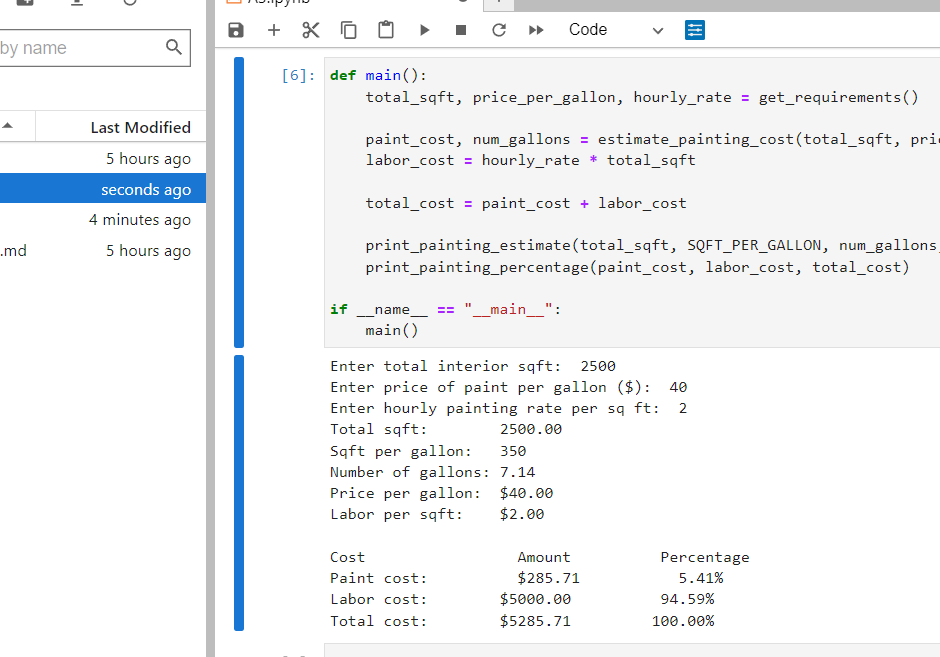 Code
by name
Last Modified
5 hours ago
seconds ago
4 minutes ago
.md 5 hours ago
[6]: def main():
total_sqft, price_per_gallon, hourly_rate = get_requirements()
paint_cost, num_gallons = estimate_painting_cost(total_sqft,
labor_cost = hourly_rate * total_sqft
total_cost = paint_cost + labor_cost
print_painting_estimate(total_sqft, SQFT_PER_GALLON, num_gallons,
print_painting_percentage(paint_cost, labor_cost, total_cost)
if __name__ == "__main__":
main()
Enter total interior sqft: 2500
Enter price of paint per gallon ($): 40
Enter hourly painting rate per sq ft: 2
Total sqft: 2500.00
Sqft per gallon: 350
Number of gallons: 7.14
Price per gallon: $40.00
Labor per sqft: $2.00
Cost Amount Percentage
Paint cost: $285.71 5.41%
Labor cost: $5000.00 94.59%
Total cost: $5285.71 100.00%